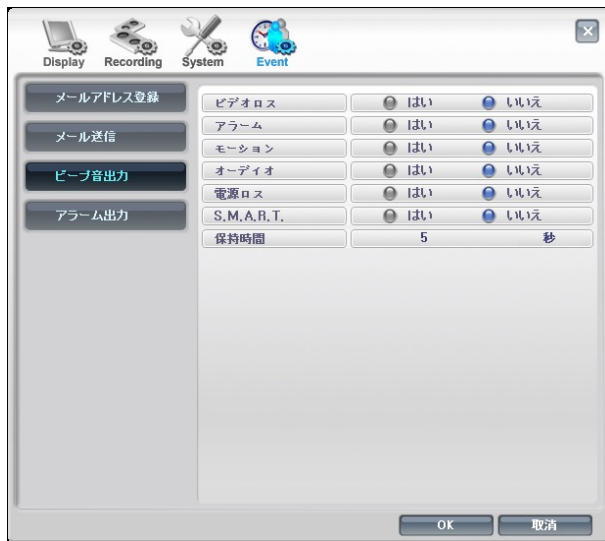 Display Recording System Event
メールアドレス登録
メール送信
ビープ音出力
アラーム出力
ビデオロス はい いいえ
アラーム はい いいえ
モーション はい いいえ
オーディオ はい いいえ
電源ロス はい いいえ
S.M.A.R.T. はい いいえ
保持時間 5 秒
OK 取消